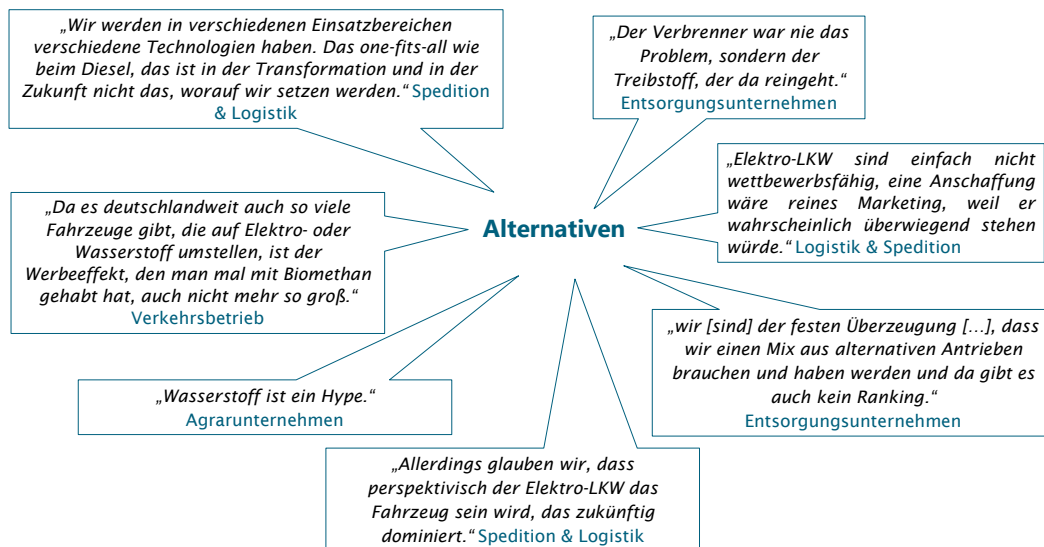 „Wir werden in verschiedenen Einsatzbereichen
verschiedene Technologien haben. Das one-fits-all wie
beim Diesel, das ist in der Transformation und in der
Zukunft nicht das, worauf wir setzen werden.“ Spedition
& Logistik
„Der Verbrenner war nie das
Problem, sondern der
Treibstoff, der da reingeht.“
Entsorgungsunternehmen
„Elektro-LKW sind einfach nicht
wettbewerbsfähig, eine Anschaffung
wäre reines Marketing, weil er
wahrscheinlich überwiegend stehen
würde.“ Logistik & Spedition
„Da es deutschlandweit auch so viele
Fahrzeuge gibt, die auf Elektro- oder
Wasserstoff umstellen, ist der
Werbeeffekt, den man mal mit Biomethan
gehabt hat, auch nicht mehr so groß.“
Verkehrsbetrieb
Alternativen
„wir [sind] der festen Überzeugung […], dass
wir einen Mix aus alternativen Antrieben
brauchen und haben werden und da gibt es
auch kein Ranking.“
Entsorgungsunternehmen
„Wasserstoff ist ein Hype.“
Agrarunternehmen
„Allerdings glauben wir, dass
perspektivisch der Elektro-LKW das
Fahrzeug sein wird, das zukünftig
dominiert.“ Spedition & Logistik